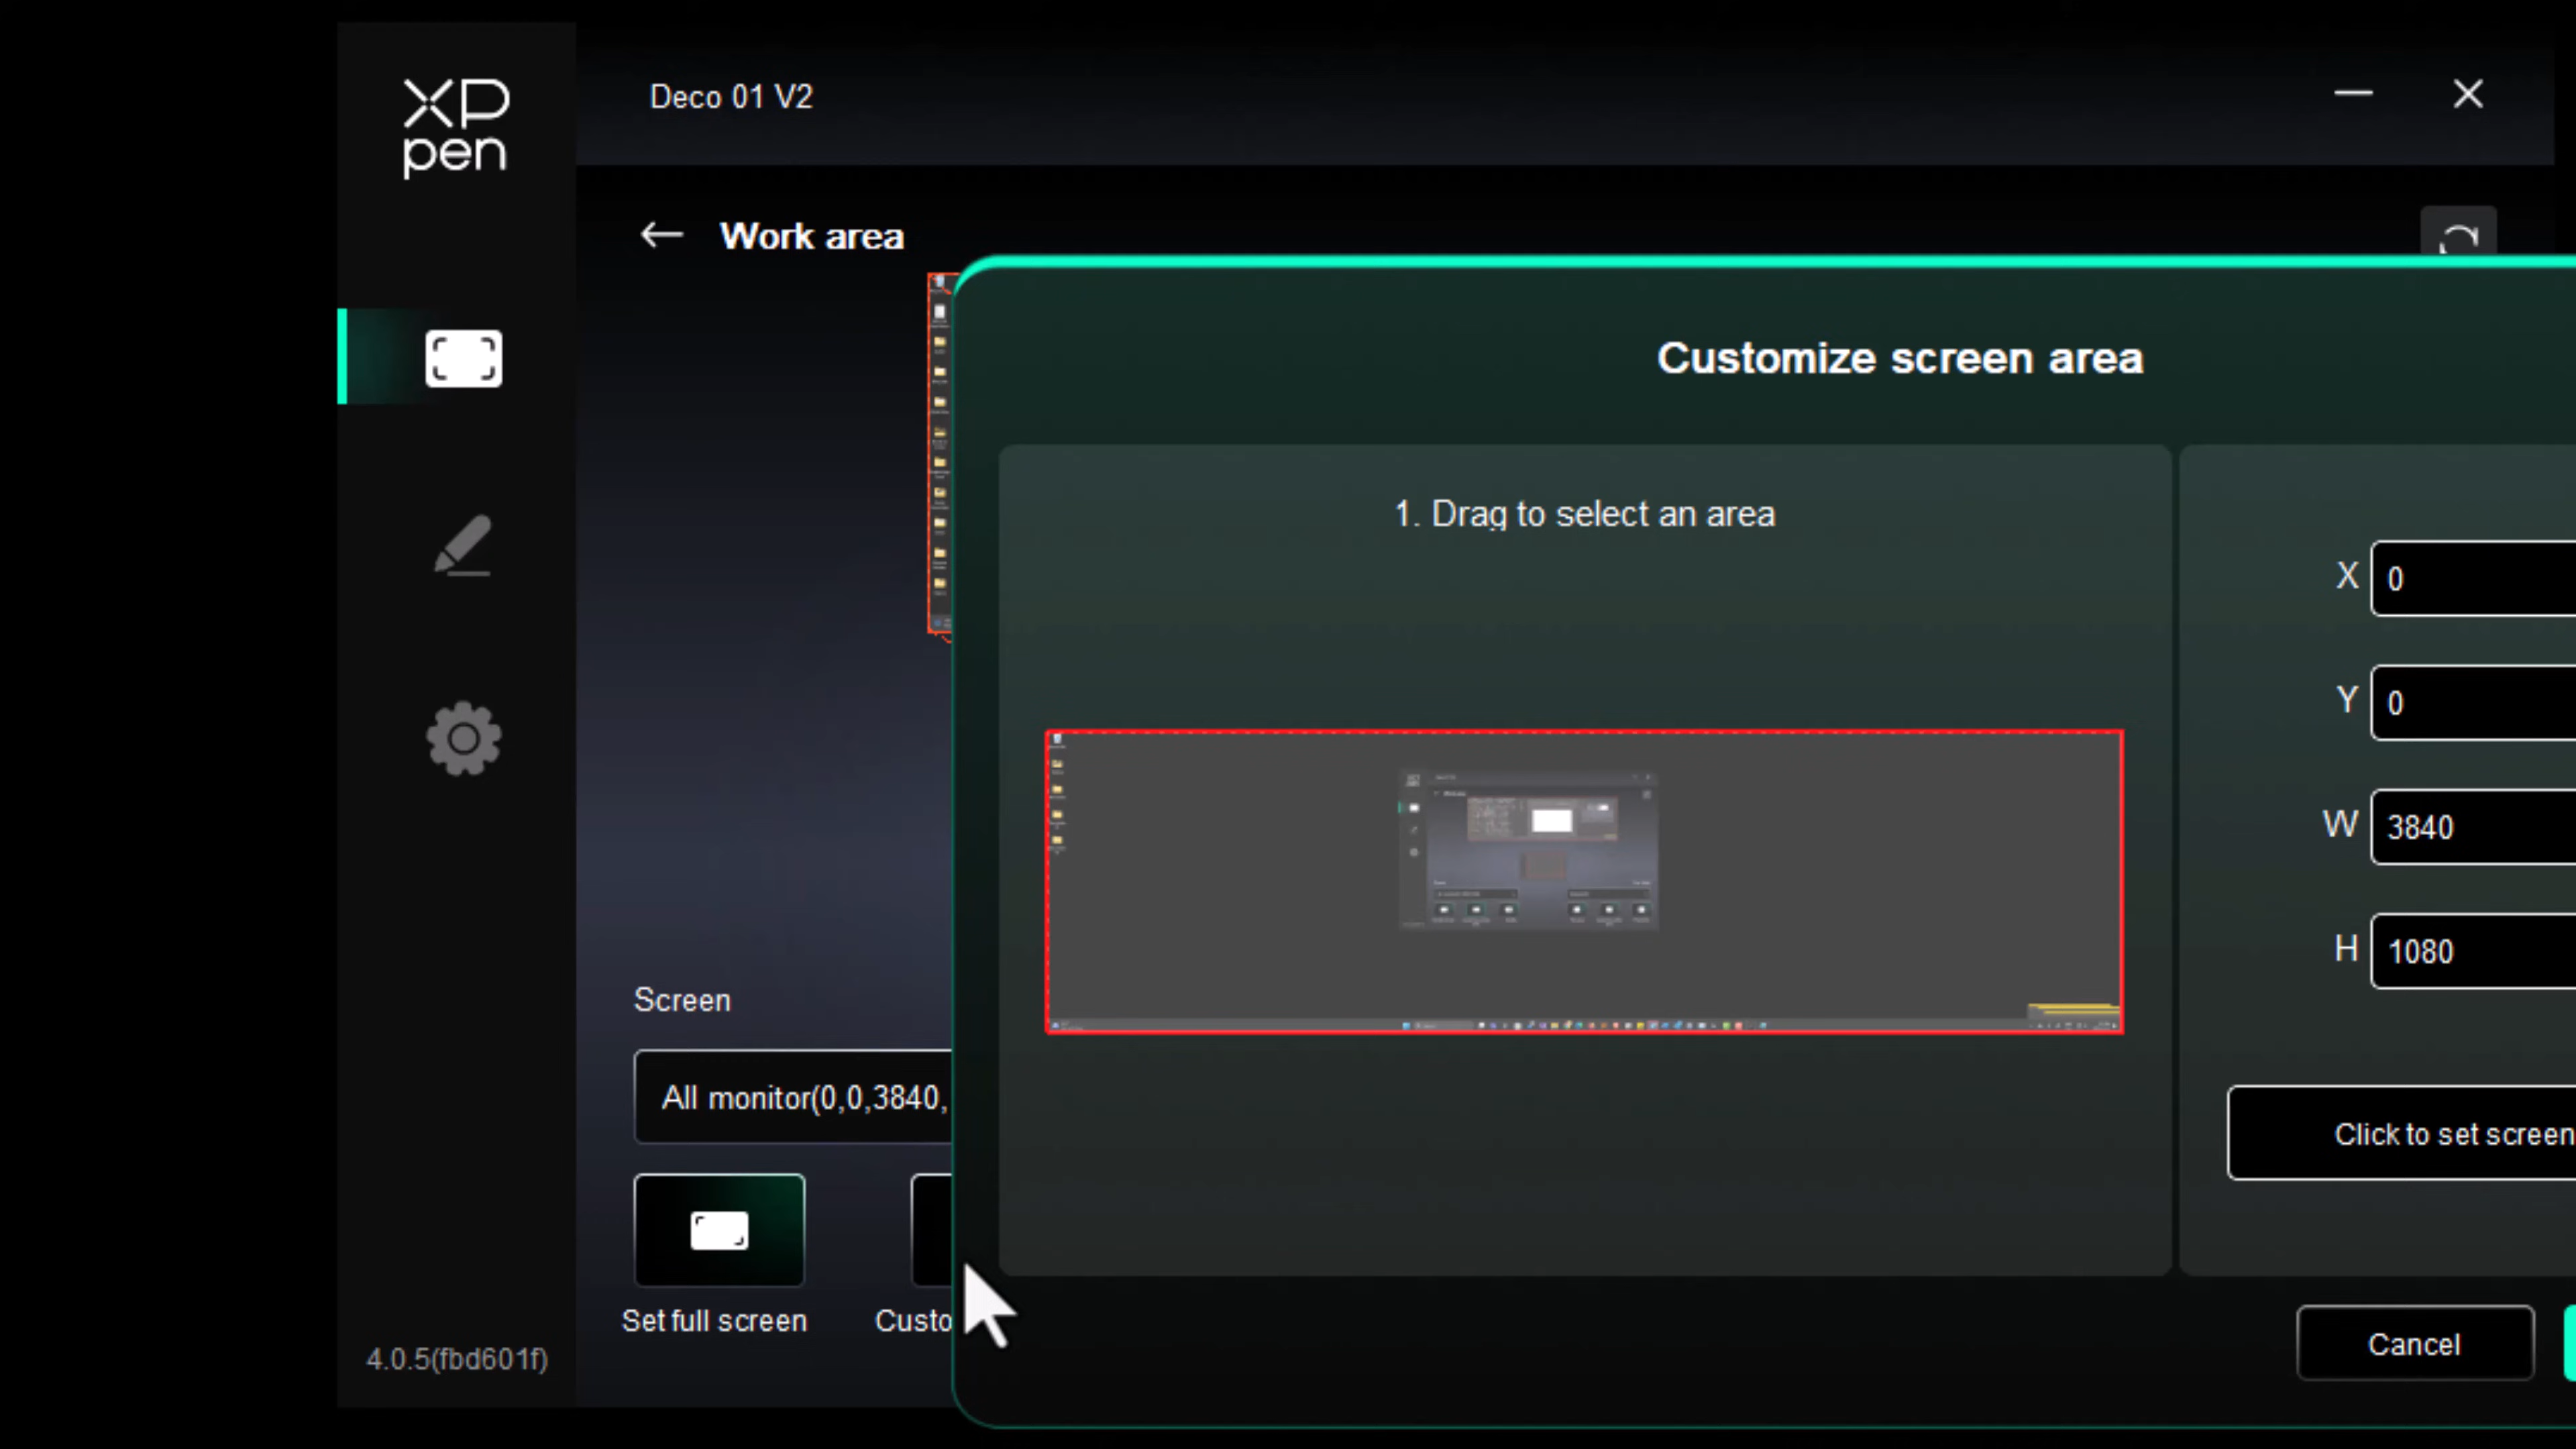 XP
pen
Deco 01 V2
Work area
Customize screen area
1. Drag to select an area
X 0
Y 0
W 3840
H 1080
Click to set screen
Screen
All monitor(0,0,3840,
Set full screen
Custo
Cancel
4.0.5(fbd601f)